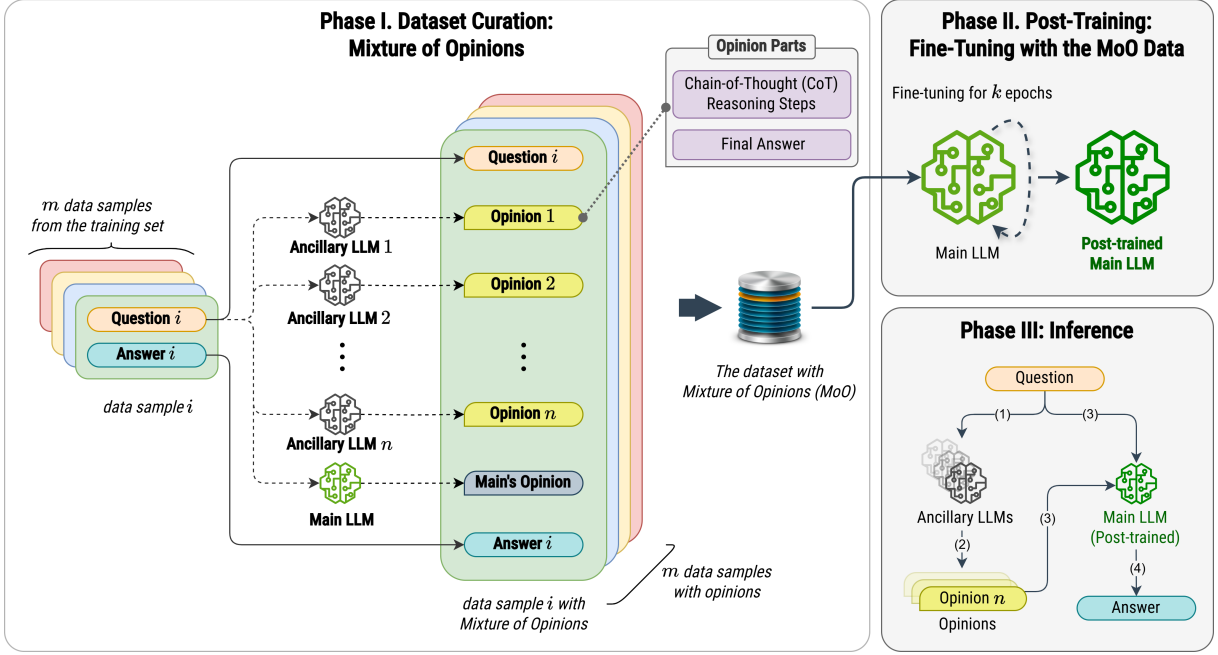 Phase I. Dataset Curation:
Mixture of Opinions
Opinion Parts
Chain-of-Thought (CoT)
Reasoning Steps
Final Answer
m data samples
from the training set
Question i
Answer i
data sample i
Ancillary LLM 1
Ancillary LLM 2
Ancillary LLM n
Main LLM
Question i
Opinion 1
Opinion 2
Opinion n
Main's Opinion
Answer i
data sample i with
Mixture of Opinions
m data samples
with opinions
The dataset with
Mixture of Opinions (MoO)
Phase II. Post-Training:
Fine-Tuning with the MoO Data
Fine-tuning for k epochs
Main LLM
Post-trained
Main LLM
Phase III: Inference
Question
(1)
(3)
Ancillary LLMs
(2)
(3)
Main LLM
(Post-trained)
(4)
Opinion n
Opinions
Answer